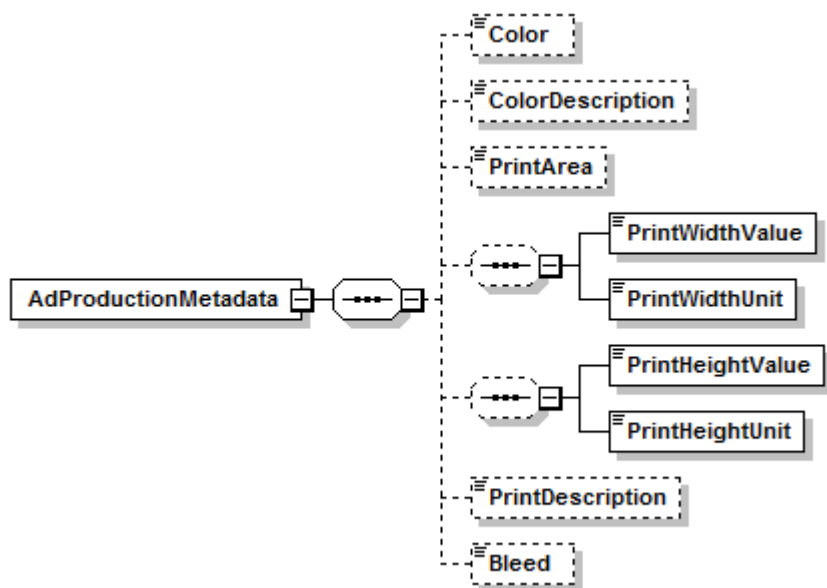 Color
ColorDescription
PrintArea
PrintWidthValue
PrintWidthUnit
AdProductionMetadata
PrintHeightValue
PrintHeightUnit
PrintDescription
Bleed